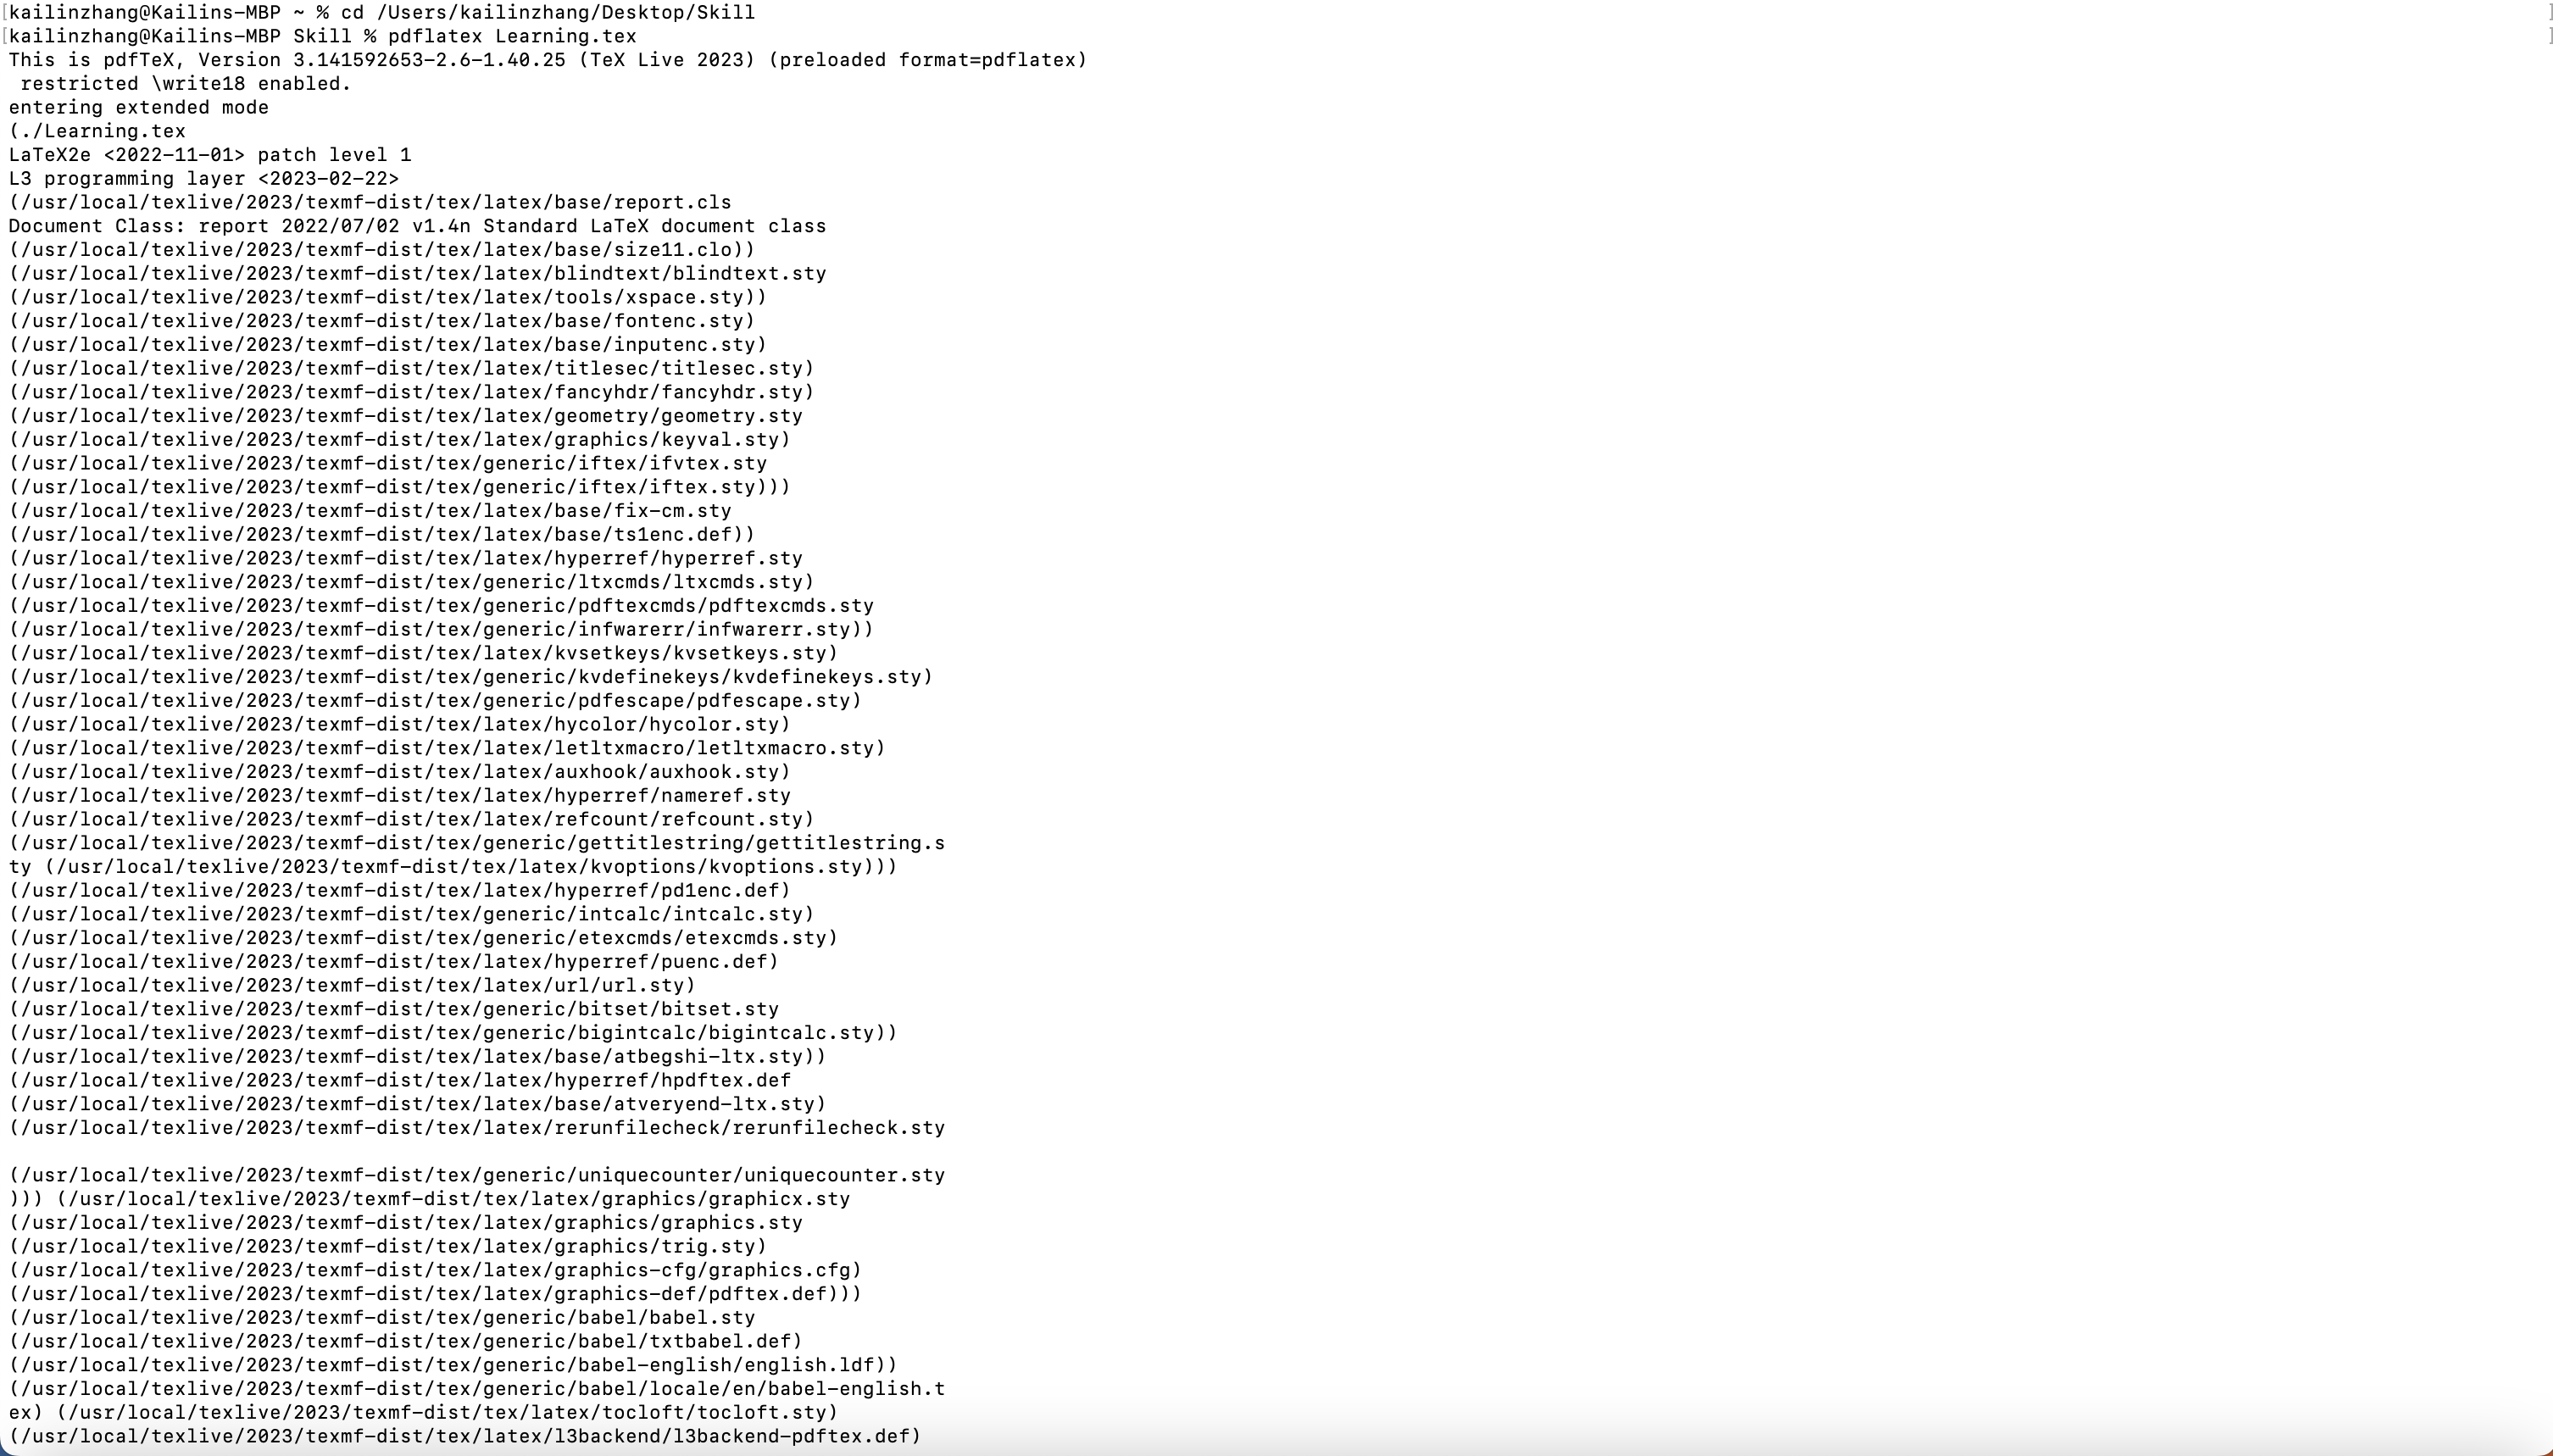 [kailinzhang@Kailins-MBP ~ % cd /Users/kailinzhang/Desktop/Skill ]
[kailinzhang@Kailins-MBP Skill % pdflatex Learning.tex ]
This is pdfTeX, Version 3.141592653-2.6-1.40.25 (TeX Live 2023) (preloaded format=pdflatex)
 restricted \write18 enabled.
entering extended mode
(./Learning.tex
LaTeX2e <2022-11-01> patch level 1
L3 programming layer <2023-02-22>
(/usr/local/texlive/2023/texmf-dist/tex/latex/base/report.cls
Document Class: report 2022/07/02 v1.4n Standard LaTeX document class
(/usr/local/texlive/2023/texmf-dist/tex/latex/base/size11.clo))
(/usr/local/texlive/2023/texmf-dist/tex/latex/blindtext/blindtext.sty
(/usr/local/texlive/2023/texmf-dist/tex/latex/tools/xspace.sty))
(/usr/local/texlive/2023/texmf-dist/tex/latex/base/fontenc.sty)
(/usr/local/texlive/2023/texmf-dist/tex/latex/base/inputenc.sty)
(/usr/local/texlive/2023/texmf-dist/tex/latex/titlesec/titlesec.sty)
(/usr/local/texlive/2023/texmf-dist/tex/latex/fancyhdr/fancyhdr.sty)
(/usr/local/texlive/2023/texmf-dist/tex/latex/geometry/geometry.sty
(/usr/local/texlive/2023/texmf-dist/tex/latex/graphics/keyval.sty)
(/usr/local/texlive/2023/texmf-dist/tex/generic/iftex/ifvtex.sty
(/usr/local/texlive/2023/texmf-dist/tex/generic/iftex/iftex.sty)))
(/usr/local/texlive/2023/texmf-dist/tex/latex/base/fix-cm.sty
(/usr/local/texlive/2023/texmf-dist/tex/latex/base/ts1enc.def))
(/usr/local/texlive/2023/texmf-dist/tex/latex/hyperref/hyperref.sty
(/usr/local/texlive/2023/texmf-dist/tex/generic/ltxcmds/ltxcmds.sty)
(/usr/local/texlive/2023/texmf-dist/tex/generic/pdftexcmds/pdftexcmds.sty
(/usr/local/texlive/2023/texmf-dist/tex/generic/infwarerr/infwarerr.sty))
(/usr/local/texlive/2023/texmf-dist/tex/latex/kvsetkeys/kvsetkeys.sty)
(/usr/local/texlive/2023/texmf-dist/tex/generic/kvdefinekeys/kvdefinekeys.sty)
(/usr/local/texlive/2023/texmf-dist/tex/generic/pdfescape/pdfescape.sty)
(/usr/local/texlive/2023/texmf-dist/tex/latex/hycolor/hycolor.sty)
(/usr/local/texlive/2023/texmf-dist/tex/latex/letltxmacro/letltxmacro.sty)
(/usr/local/texlive/2023/texmf-dist/tex/latex/auxhook/auxhook.sty)
(/usr/local/texlive/2023/texmf-dist/tex/latex/hyperref/nameref.sty
(/usr/local/texlive/2023/texmf-dist/tex/latex/refcount/refcount.sty)
(/usr/local/texlive/2023/texmf-dist/tex/generic/gettitlestring/gettitlestring.s
ty (/usr/local/texlive/2023/texmf-dist/tex/latex/kvoptions/kvoptions.sty)))
(/usr/local/texlive/2023/texmf-dist/tex/latex/hyperref/pd1enc.def)
(/usr/local/texlive/2023/texmf-dist/tex/generic/intcalc/intcalc.sty)
(/usr/local/texlive/2023/texmf-dist/tex/generic/etexcmds/etexcmds.sty)
(/usr/local/texlive/2023/texmf-dist/tex/latex/hyperref/puenc.def)
(/usr/local/texlive/2023/texmf-dist/tex/latex/url/url.sty)
(/usr/local/texlive/2023/texmf-dist/tex/generic/bitset/bitset.sty
(/usr/local/texlive/2023/texmf-dist/tex/generic/bigintcalc/bigintcalc.sty))
(/usr/local/texlive/2023/texmf-dist/tex/latex/base/atbegshi-ltx.sty))
(/usr/local/texlive/2023/texmf-dist/tex/latex/hyperref/hpdftex.def
(/usr/local/texlive/2023/texmf-dist/tex/latex/base/atveryend-ltx.sty)
(/usr/local/texlive/2023/texmf-dist/tex/latex/rerunfilecheck/rerunfilecheck.sty

(/usr/local/texlive/2023/texmf-dist/tex/generic/uniquecounter/uniquecounter.sty
))) (/usr/local/texlive/2023/texmf-dist/tex/latex/graphics/graphicx.sty
(/usr/local/texlive/2023/texmf-dist/tex/latex/graphics/graphics.sty
(/usr/local/texlive/2023/texmf-dist/tex/latex/graphics/trig.sty)
(/usr/local/texlive/2023/texmf-dist/tex/latex/graphics-cfg/graphics.cfg)
(/usr/local/texlive/2023/texmf-dist/tex/latex/graphics-def/pdftex.def)))
(/usr/local/texlive/2023/texmf-dist/tex/generic/babel/babel.sty
(/usr/local/texlive/2023/texmf-dist/tex/generic/babel/txtbabel.def)
(/usr/local/texlive/2023/texmf-dist/tex/generic/babel-english/english.ldf))
(/usr/local/texlive/2023/texmf-dist/tex/generic/babel/locale/en/babel-english.t
ex) (/usr/local/texlive/2023/texmf-dist/tex/latex/tocloft/tocloft.sty)
(/usr/local/texlive/2023/texmf-dist/tex/latex/l3backend/l3backend-pdftex.def)